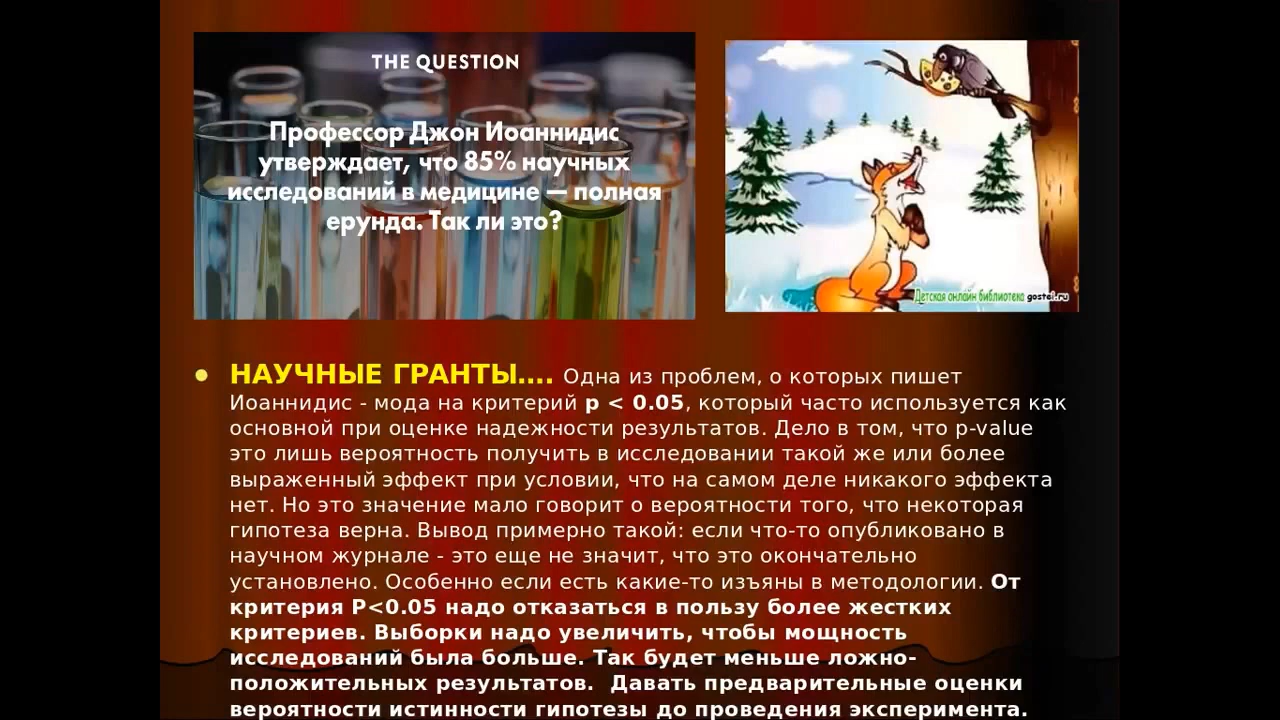 THE QUESTION
Профессор Джон Иоаннидис
утверждает, что 85% научных
исследований в медицине — полная
ерунда. Так ли это?
Детская онлайн библиотека gostei.ru
• НАУЧНЫЕ ГРАНТЫ…. Одна из проблем, о которых пишет
Иоаннидис - мода на критерий p < 0.05, который часто используется как
основной при оценке надежности результатов. Дело в том, что p-value
это лишь вероятность получить в исследовании такой же или более
выраженный эффект при условии, что на самом деле никакого эффекта
нет. Но это значение мало говорит о вероятности того, что некоторая
гипотеза верна. Вывод примерно такой: если что-то опубликовано в
научном журнале - это еще не значит, что это окончательно
установлено. Особенно если есть какие-то изъяны в методологии. От
критерия P<0.05 надо отказаться в пользу более жестких
критериев. Выборки надо увеличить, чтобы мощность
исследований была больше. Так будет меньше ложно-
положительных результатов. Давать предварительные оценки
вероятности истинности гипотезы до проведения эксперимента.